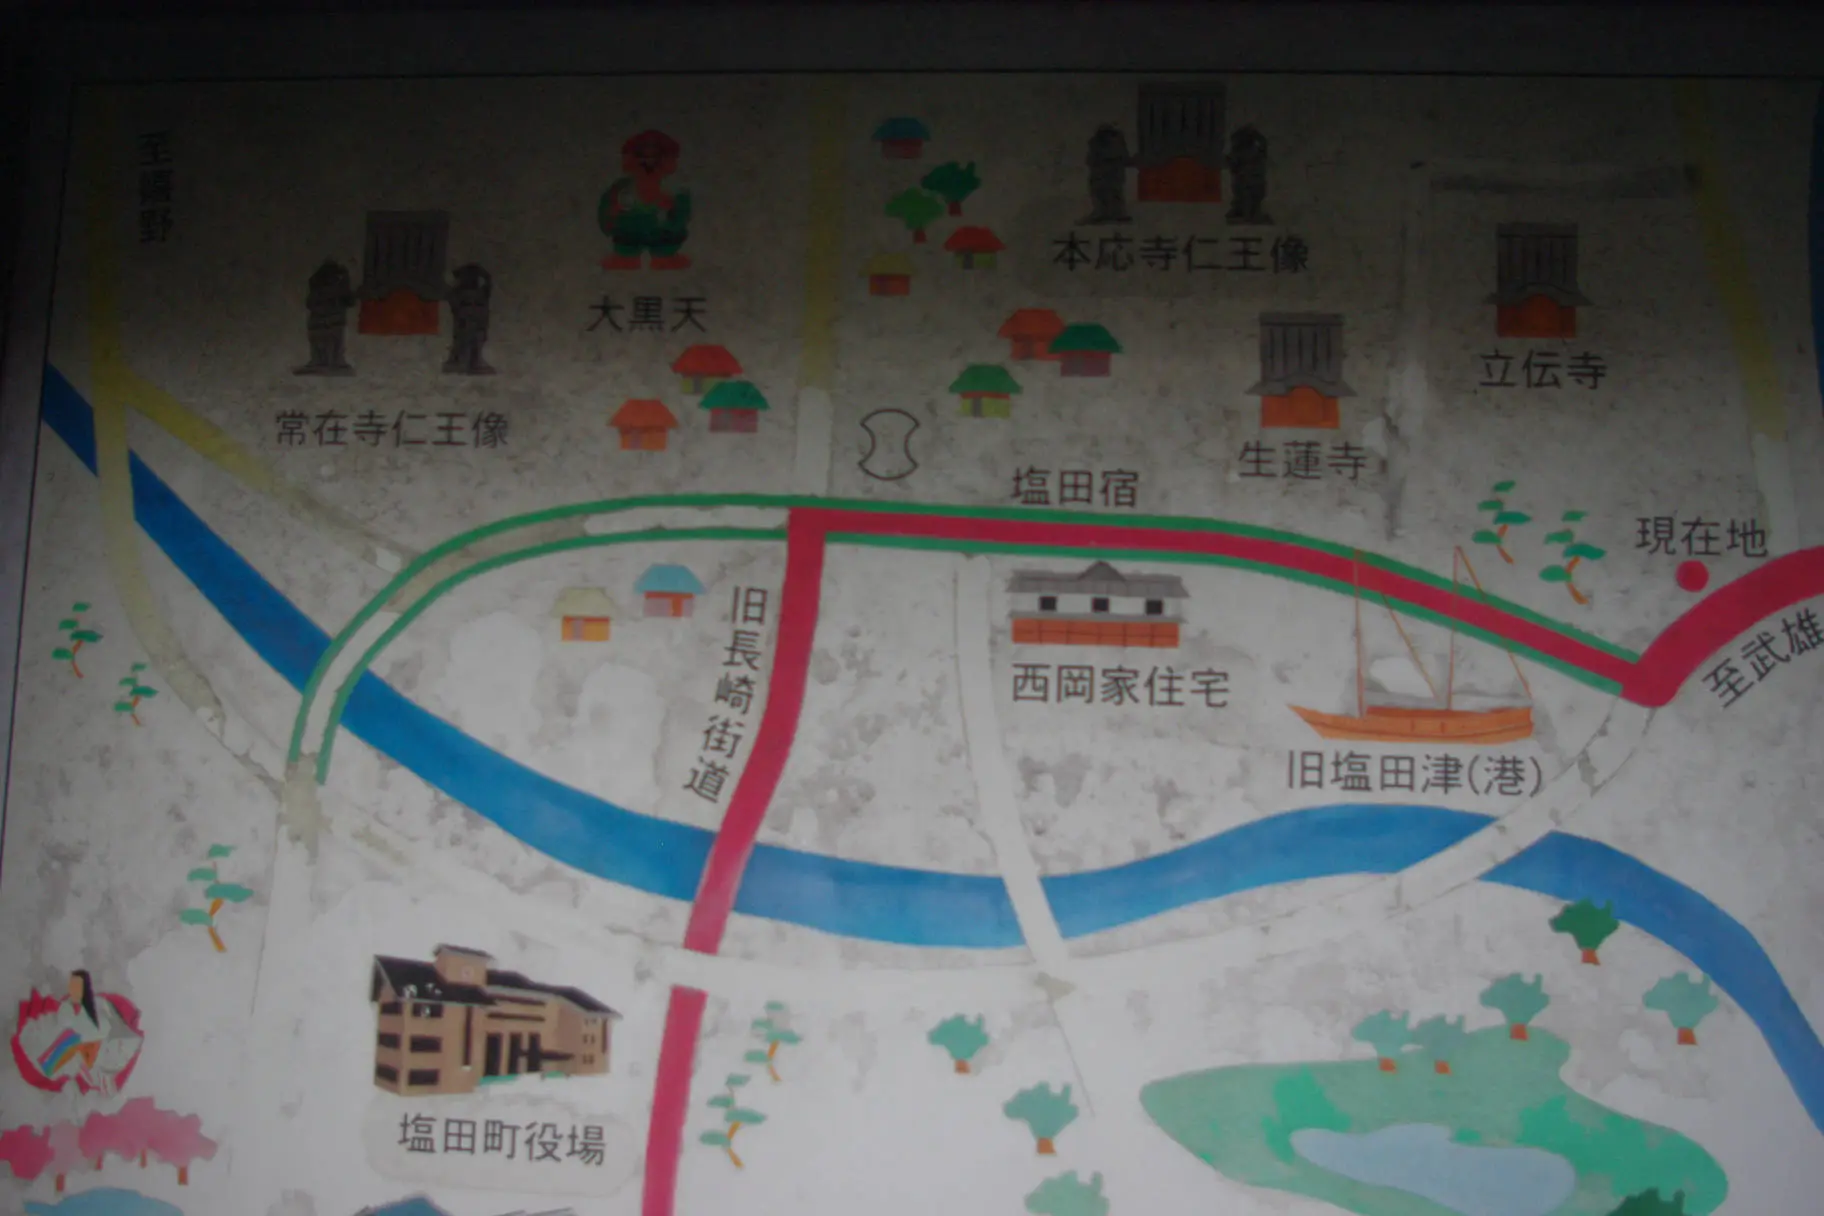 至嬉野
大黒天
本応寺仁王像
立伝寺
常在寺仁王像
生蓮寺
塩田宿
現在地
至武雄
旧長崎街道
西岡家住宅
旧塩田津(港)
塩田町役場